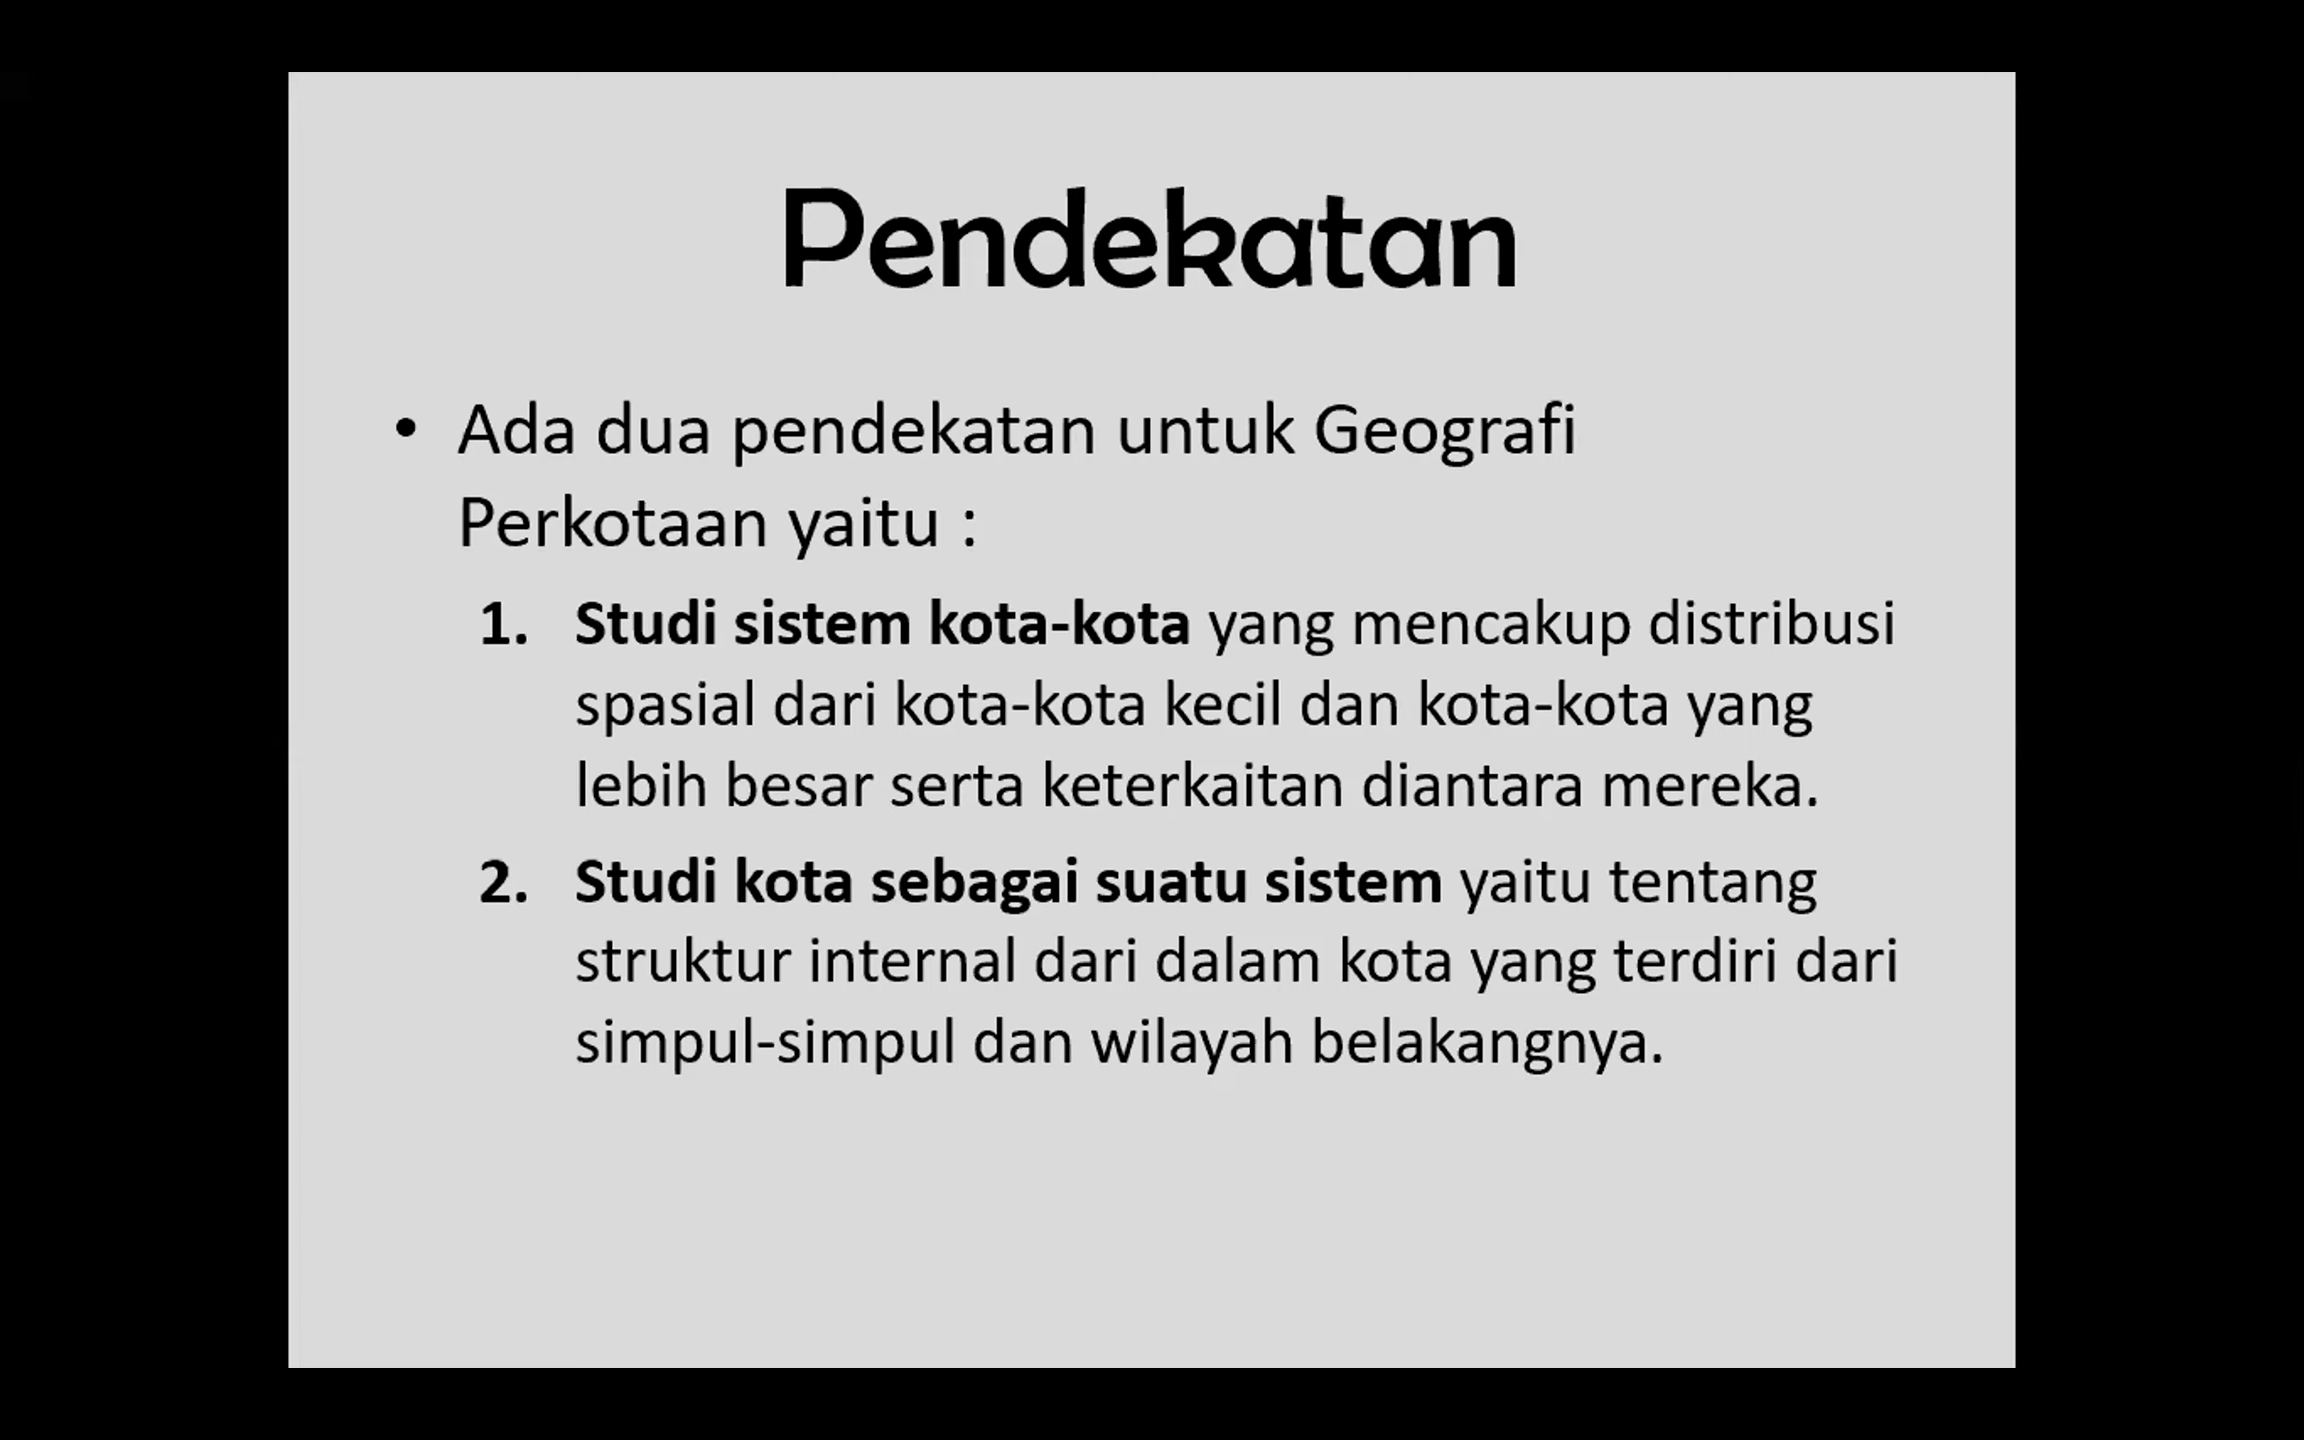 Pendekatan
• Ada dua pendekatan untuk Geografi
Perkotaan yaitu :
1. Studi sistem kota-kota yang mencakup distribusi
spasial dari kota-kota kecil dan kota-kota yang
lebih besar serta keterkaitan diantara mereka.
2. Studi kota sebagai suatu sistem yaitu tentang
struktur internal dari dalam kota yang terdiri dari
simpul-simpul dan wilayah belakangnya.